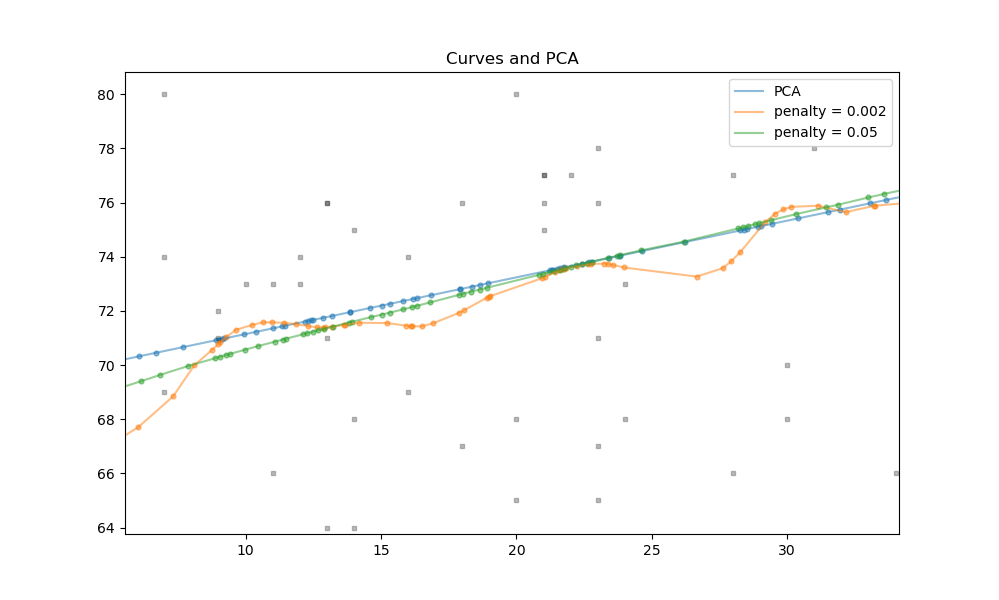 Curves and PCA
PCA
penalty = 0.002
penalty = 0.05
80
78
76
74
72
70
68
66
64
10 15 20 25 30